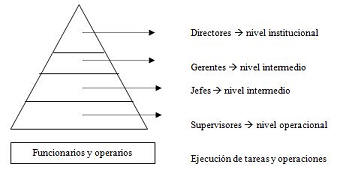 Directores → nivel institucional
Gerentes → nivel intermedio
Jefes → nivel intermedio
Supervisores → nivel operacional
Funcionarios y operarios
Ejecución de tareas y operaciones